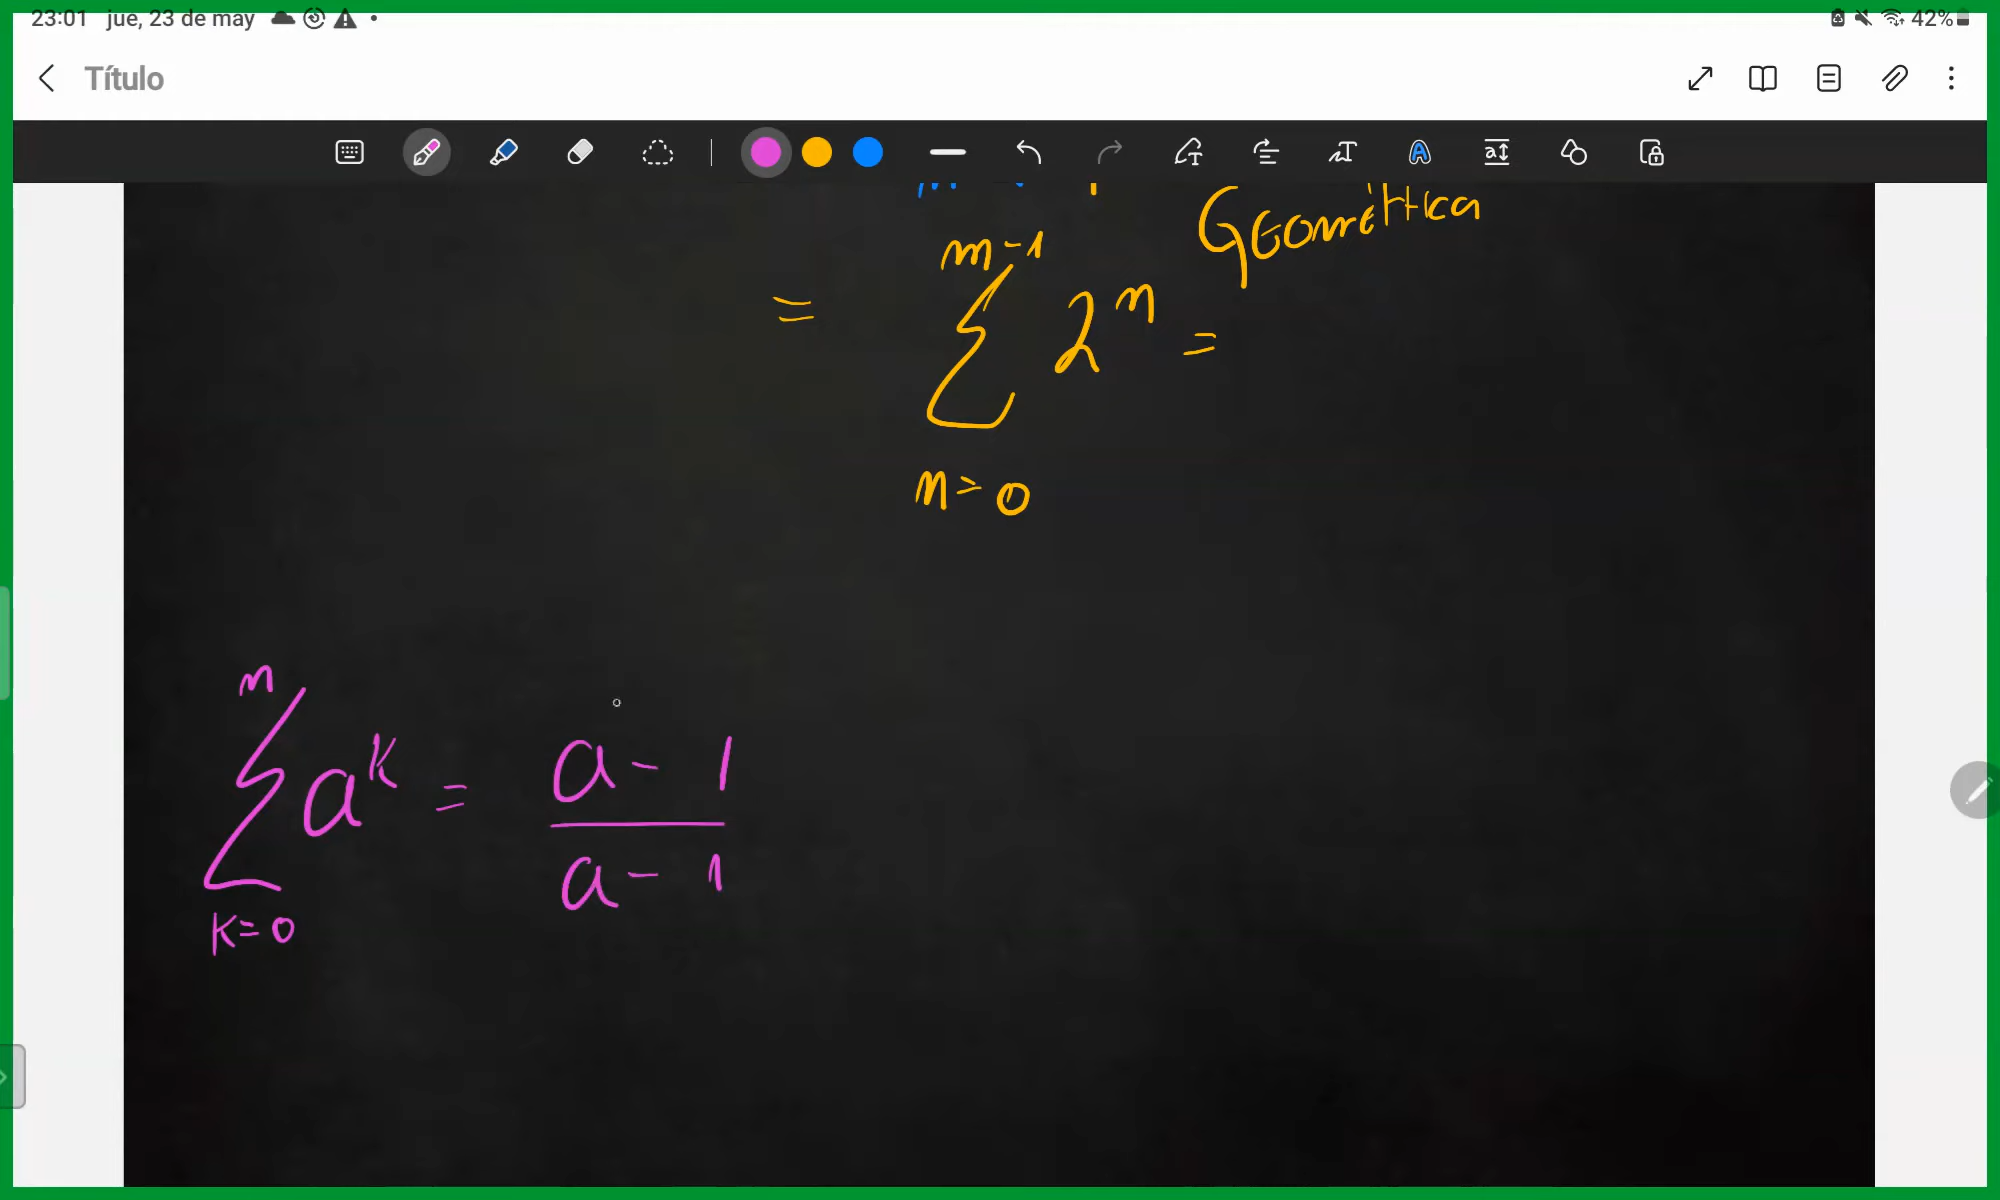 23:01 jue, 23 de may 42%
Título
Geométrica
m-1
= Σ 2^n =
n=0
n
Σ a^k = (a-1)/(a-1)
k=0